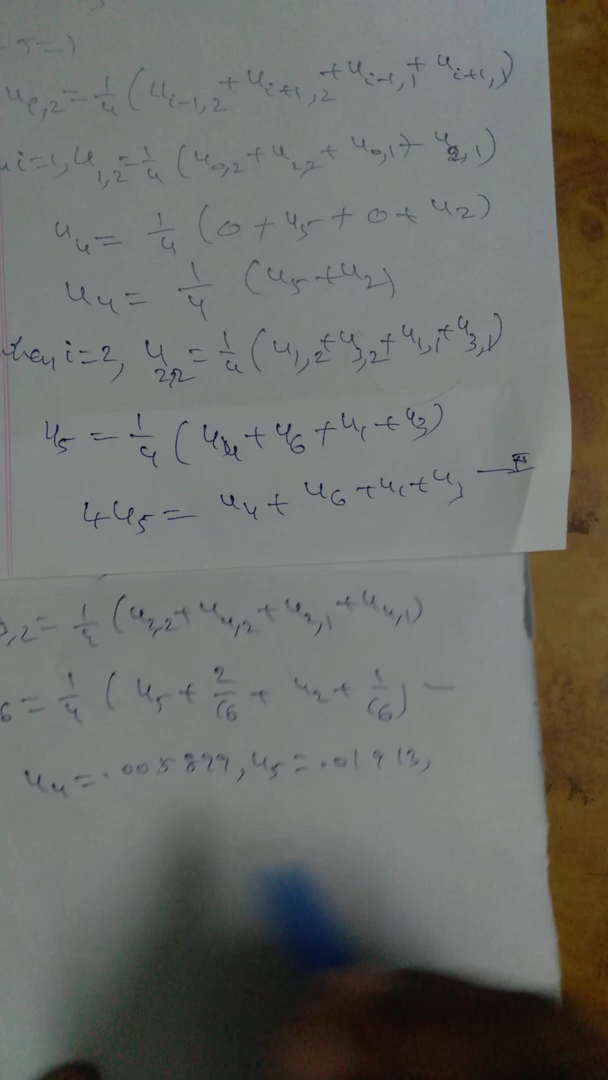 u_{i,2} = 1/4 (u_{i-1,2} + u_{i+1,2} + u_{i-1,1} + u_{i+1,1})
i=1, u_{1,2} = 1/4 (u_{0,2} + u_{2,2} + u_{0,1} + u_{2,1})
u_4 = 1/4 (0 + u_5 + 0 + u_2)
u_4 = 1/4 (u_5 + u_2)
when i=2, u_{2,2} = 1/4 (u_{1,2} + u_{3,2} + u_{1,1} + u_{3,1})
u_5 = 1/4 (u_4 + u_6 + u_1 + u_3)
4u_5 = u_4 + u_6 + u_1 + u_3 —
,2 = 1/4 (u_{2,2} + u_{4,2} + u_{2,1} + u_{4,1})
6 = 1/4 (u_5 + 2/16 + u_2 + 1/16) —
u_4 = .005899, u_5 = .01913,